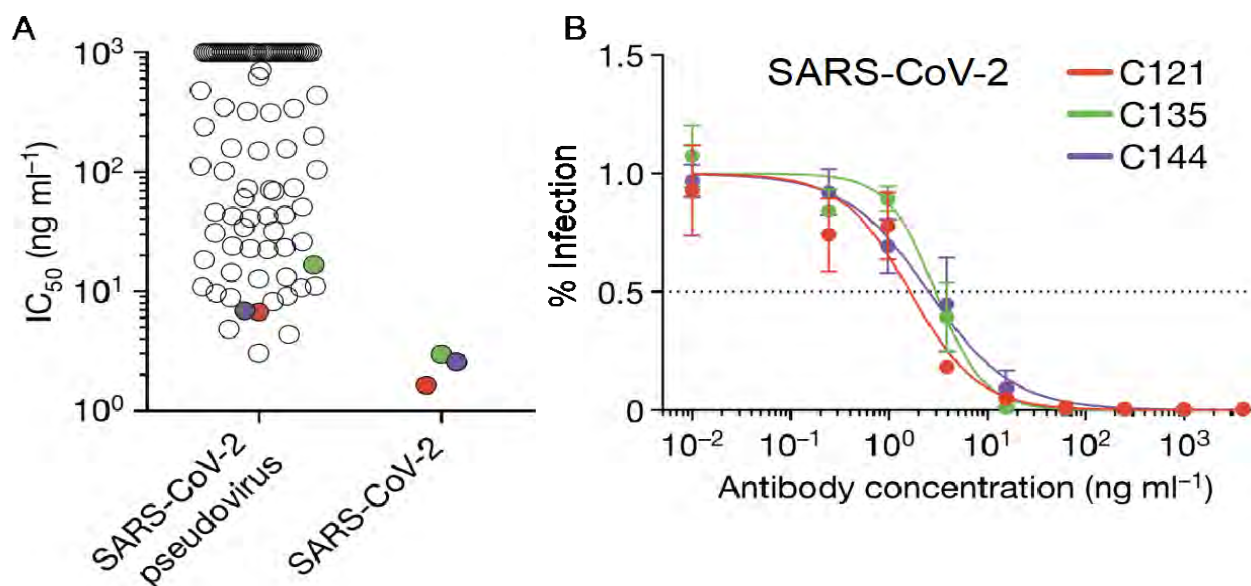 A
IC₅₀ (ng ml⁻¹)
10³
10²
10¹
10⁰
SARS-CoV-2
pseudovirus
SARS-CoV-2
B
SARS-CoV-2
C121
C135
C144
% Infection
1.5
1.0
0.5
0
10⁻² 10⁻¹ 10⁰ 10¹ 10² 10³
Antibody concentration (ng ml⁻¹)